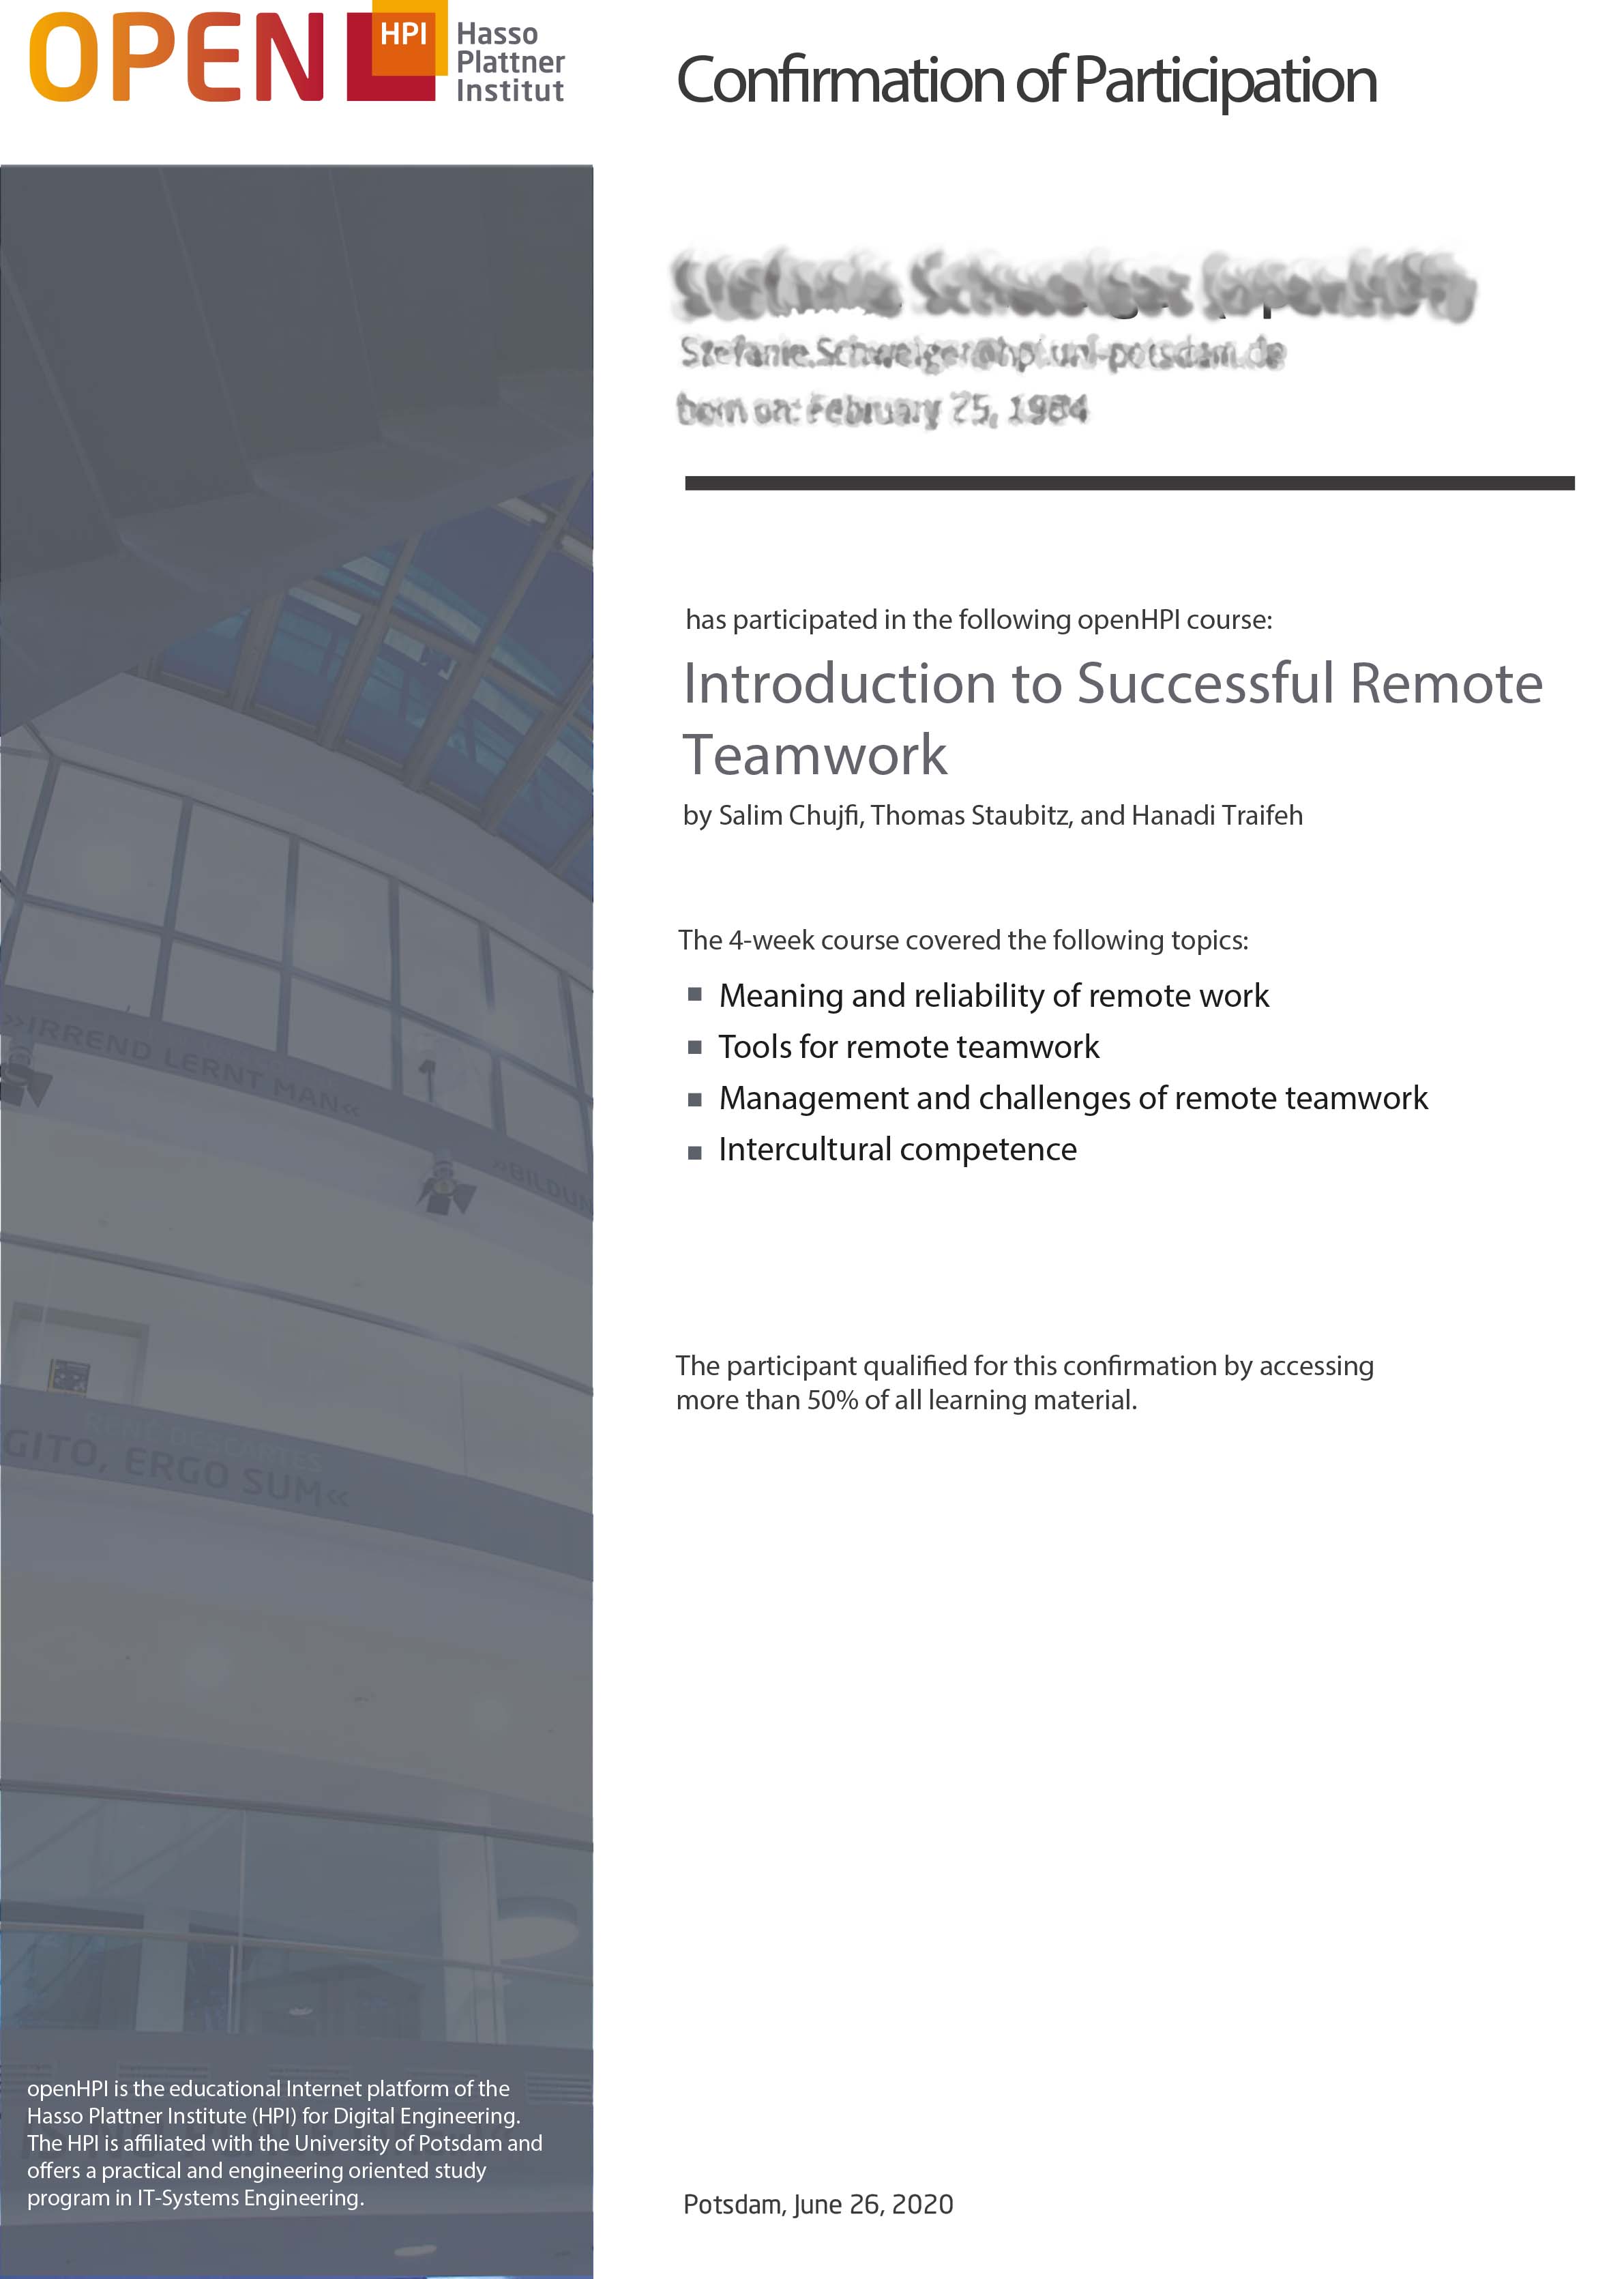 OPEN HPI Hasso
Plattner
Institut
Confirmation of Participation
has participated in the following openHPI course:
Introduction to Successful Remote
Teamwork
by Salim Chujfi, Thomas Staubitz, and Hanadi Traifeh
The 4-week course covered the following topics:
Meaning and reliability of remote work
Tools for remote teamwork
Management and challenges of remote teamwork
Intercultural competence
The participant qualified for this confirmation by accessing
more than 50% of all learning material.
»IRREND LERNT MAN«
»BILDUN
RENÉ DESCARTES
GITO, ERGO SUM«
openHPI is the educational Internet platform of the
Hasso Plattner Institute (HPI) for Digital Engineering.
The HPI is affiliated with the University of Potsdam and
offers a practical and engineering oriented study
program in IT-Systems Engineering.
Potsdam, June 26, 2020